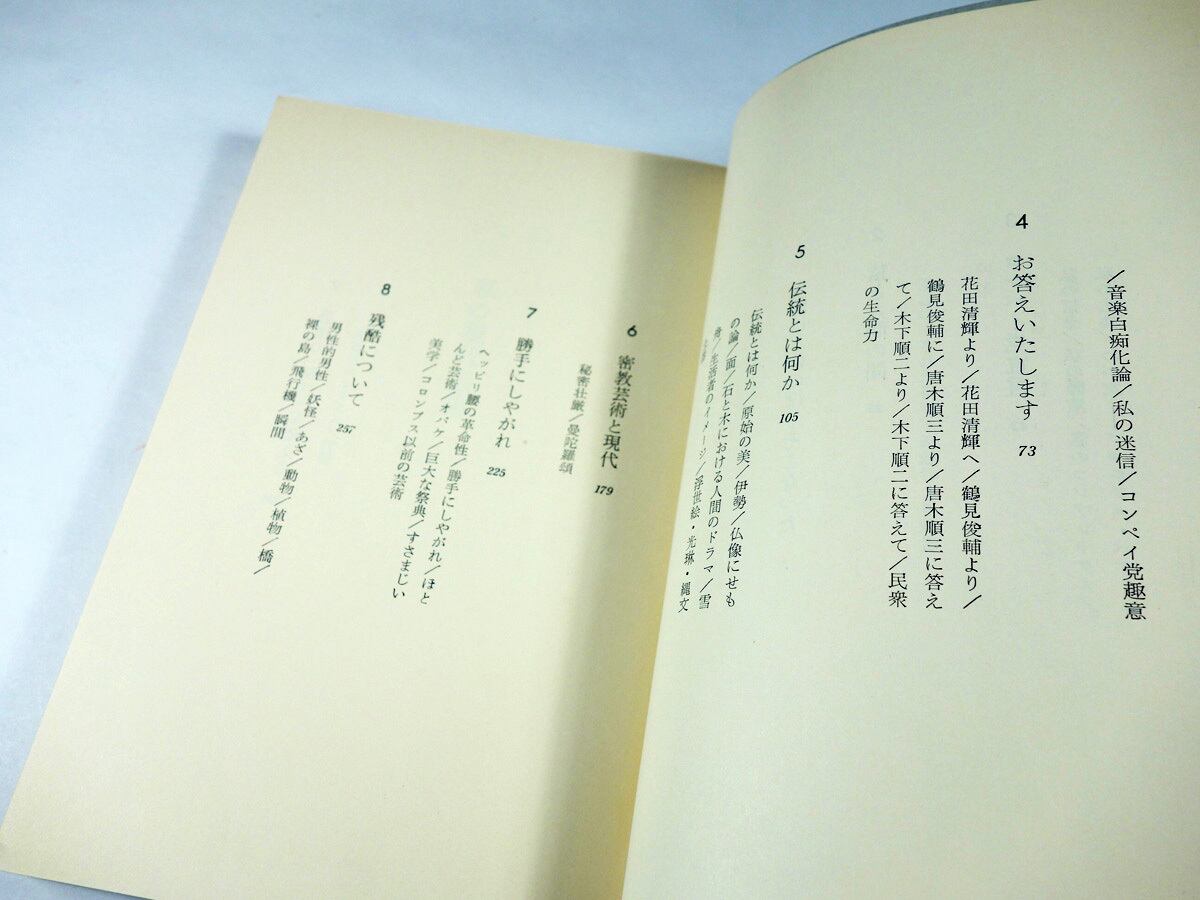 ／音楽白痴化論／私の迷信／コンペイ党趣意
4 お答えいたします 73
花田清輝より／花田清輝へ／鶴見俊輔より／
鶴見俊輔に／唐木順三より／唐木順三に答え
て／木下順二より／木下順二に答えて／民衆
の生命力
5 伝統とは何か 105
伝統とは何か／原始の美／伊勢／仏像にせも
の論／面／石と木における人間のドラマ／雪
舟／生活者のイメージ／浮世絵・光琳・縄文
6 密教芸術と現代 179
秘密荘厳／曼陀羅頌
7 勝手にしやがれ 225
ヘッピリ腰の革命性／勝手にしやがれ／ほと
んど芸術／オバケ／巨大な祭典／すさまじい
美学／コロンブス以前の芸術
8 残酷について 257
男性的男性／妖怪／あざ／動物／植物／橋／
裸の島／飛行機／瞬間